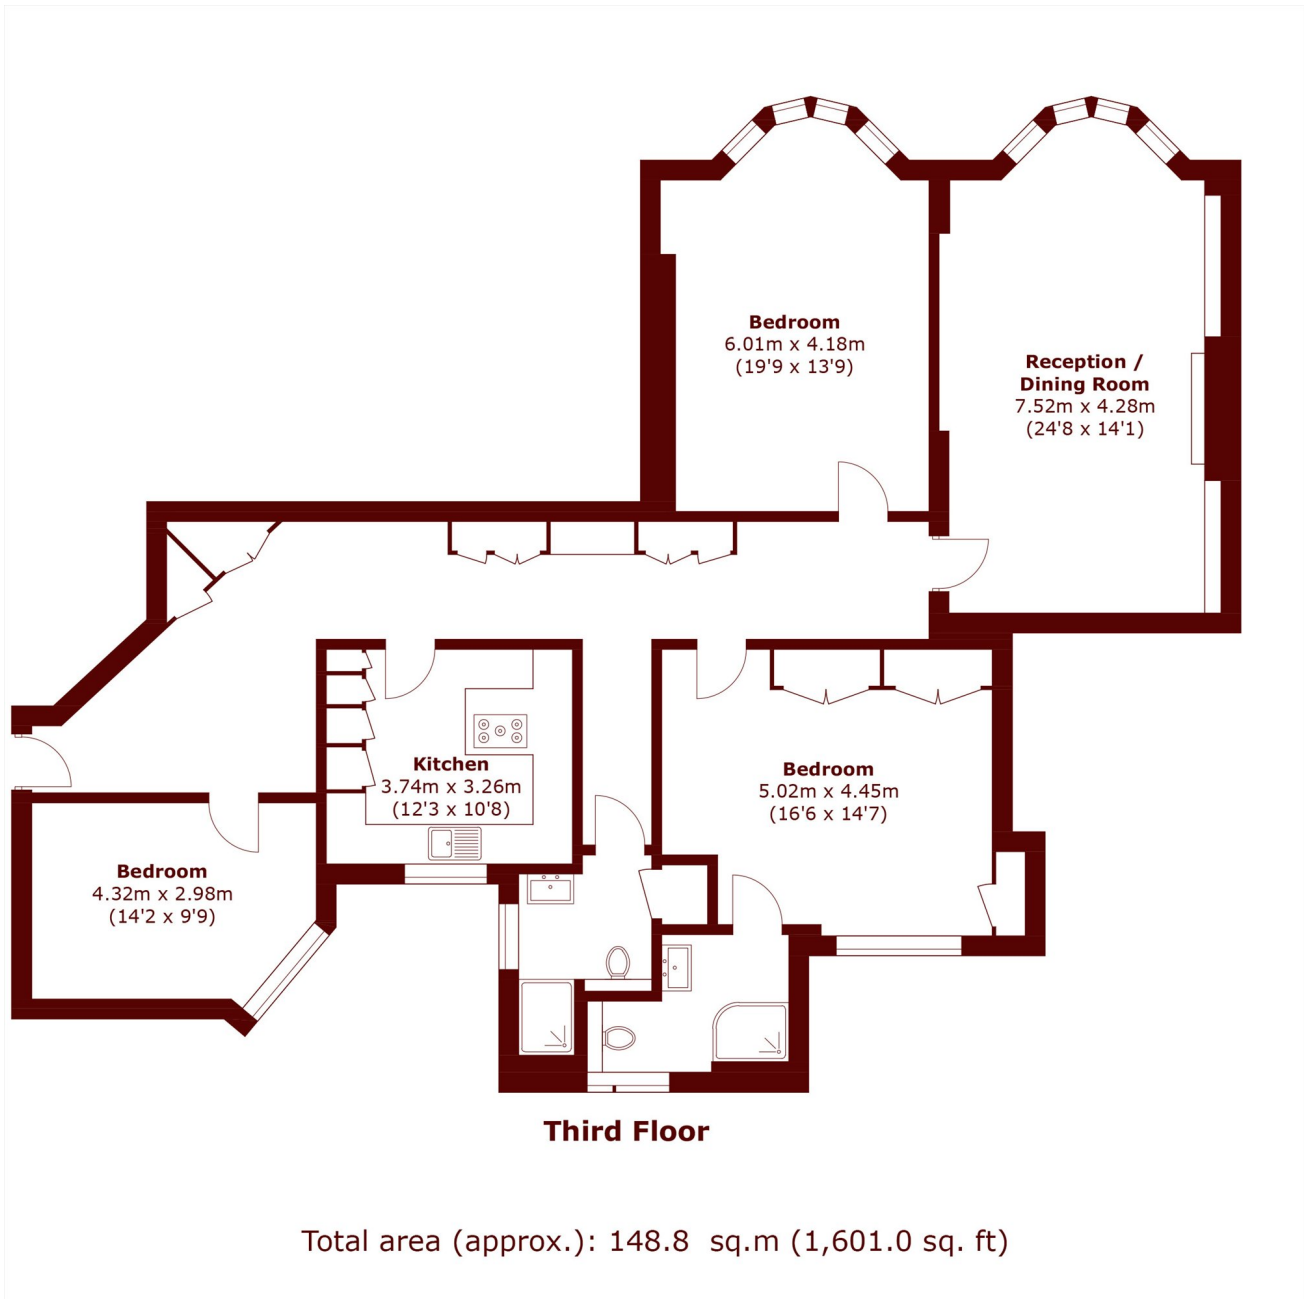 Bedroom
6.01m x 4.18m
(19'9 x 13'9)
Reception /
Dining Room
7.52m x 4.28m
(24'8 x 14'1)
Kitchen
3.74m x 3.26m
(12'3 x 10'8)
Bedroom
5.02m x 4.45m
(16'6 x 14'7)
Bedroom
4.32m x 2.98m
(14'2 x 9'9)
Third Floor
Total area (approx.): 148.8 sq.m (1,601.0 sq. ft)